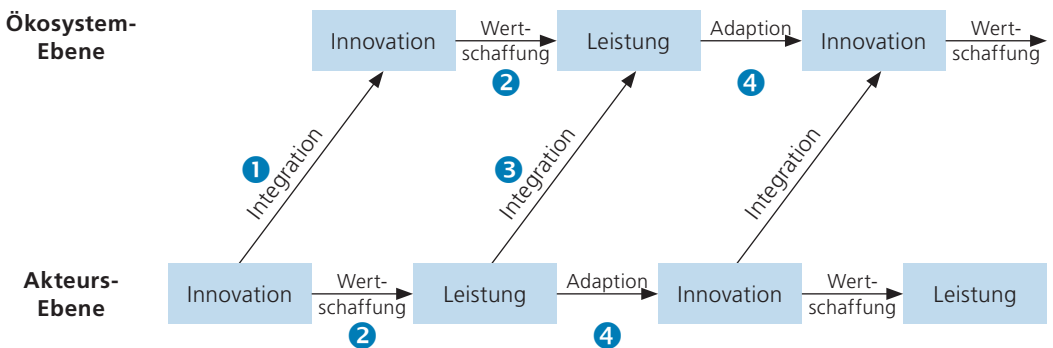 Ökosystem-
Ebene
Innovation
Wert-
schaffung
2
Leistung
Adaption
4
Innovation
Wert-
schaffung
1
Integration
3
Integration
Integration
Akteurs-
Ebene
Innovation
Wert-
schaffung
2
Leistung
Adaption
4
Innovation
Wert-
schaffung
Leistung